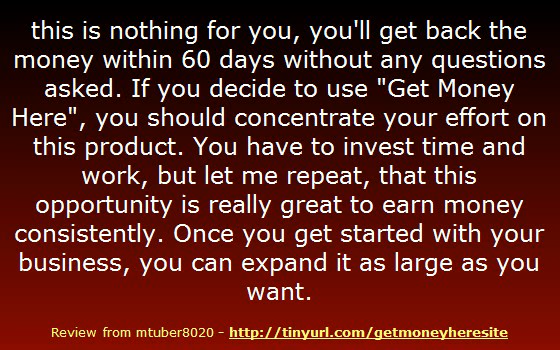 this is nothing for you, you'll get back the
money within 60 days without any questions
asked. If you decide to use "Get Money
Here", you should concentrate your effort on
this product. You have to invest time and
work, but let me repeat, that this
opportunity is really great to earn money
consistently. Once you get started with your
business, you can expand it as large as you
want.
Review from mtuber8020 - http://tinyurl.com/getmoneyheresite